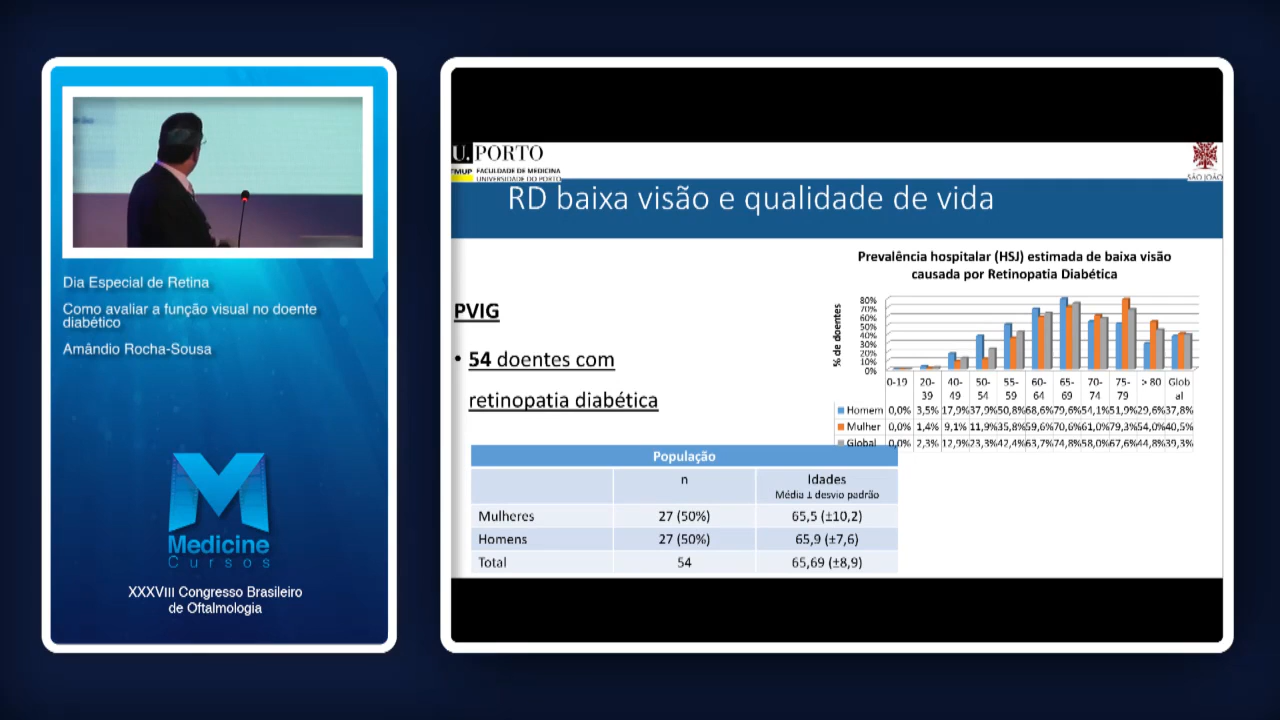 Dia Especial de Retina
Como avaliar a função visual no doente
diabético
Amândio Rocha-Sousa
Medicine
Cursos
XXXVIII Congresso Brasileiro
de Oftalmologia
U. PORTO
FMUP FACULDADE DE MEDICINA
UNIVERSIDADE DO PORTO
SÃO JOÃO
RD baixa visão e qualidade de vida
PVIG
• 54 doentes com
retinopatia diabética
Prevalência hospitalar (HSJ) estimada de baixa visão
causada por Retinopatia Diabética
% de doentes
80%
70%
60%
50%
40%
30%
20%
10%
0%
0-19 20-39 40-49 50-54 55-59 60-64 65-69 70-74 75-79 > 80 Global
Homem 0,0% 3,5% 17,9% 37,9% 50,8% 68,6% 79,6% 54,1% 51,9% 29,6% 37,8%
Mulher 0,0% 1,4% 9,1% 11,9% 35,8% 59,6% 70,6% 61,0% 79,3% 54,0% 40,5%
Global 0,0% 2,3% 12,9% 23,3% 42,4% 63,7% 74,8% 58,0% 67,6% 44,8% 39,3%
População
n Idades
Média ± desvio padrão
Mulheres 27 (50%) 65,5 (±10,2)
Homens 27 (50%) 65,9 (±7,6)
Total 54 65,69 (±8,9)